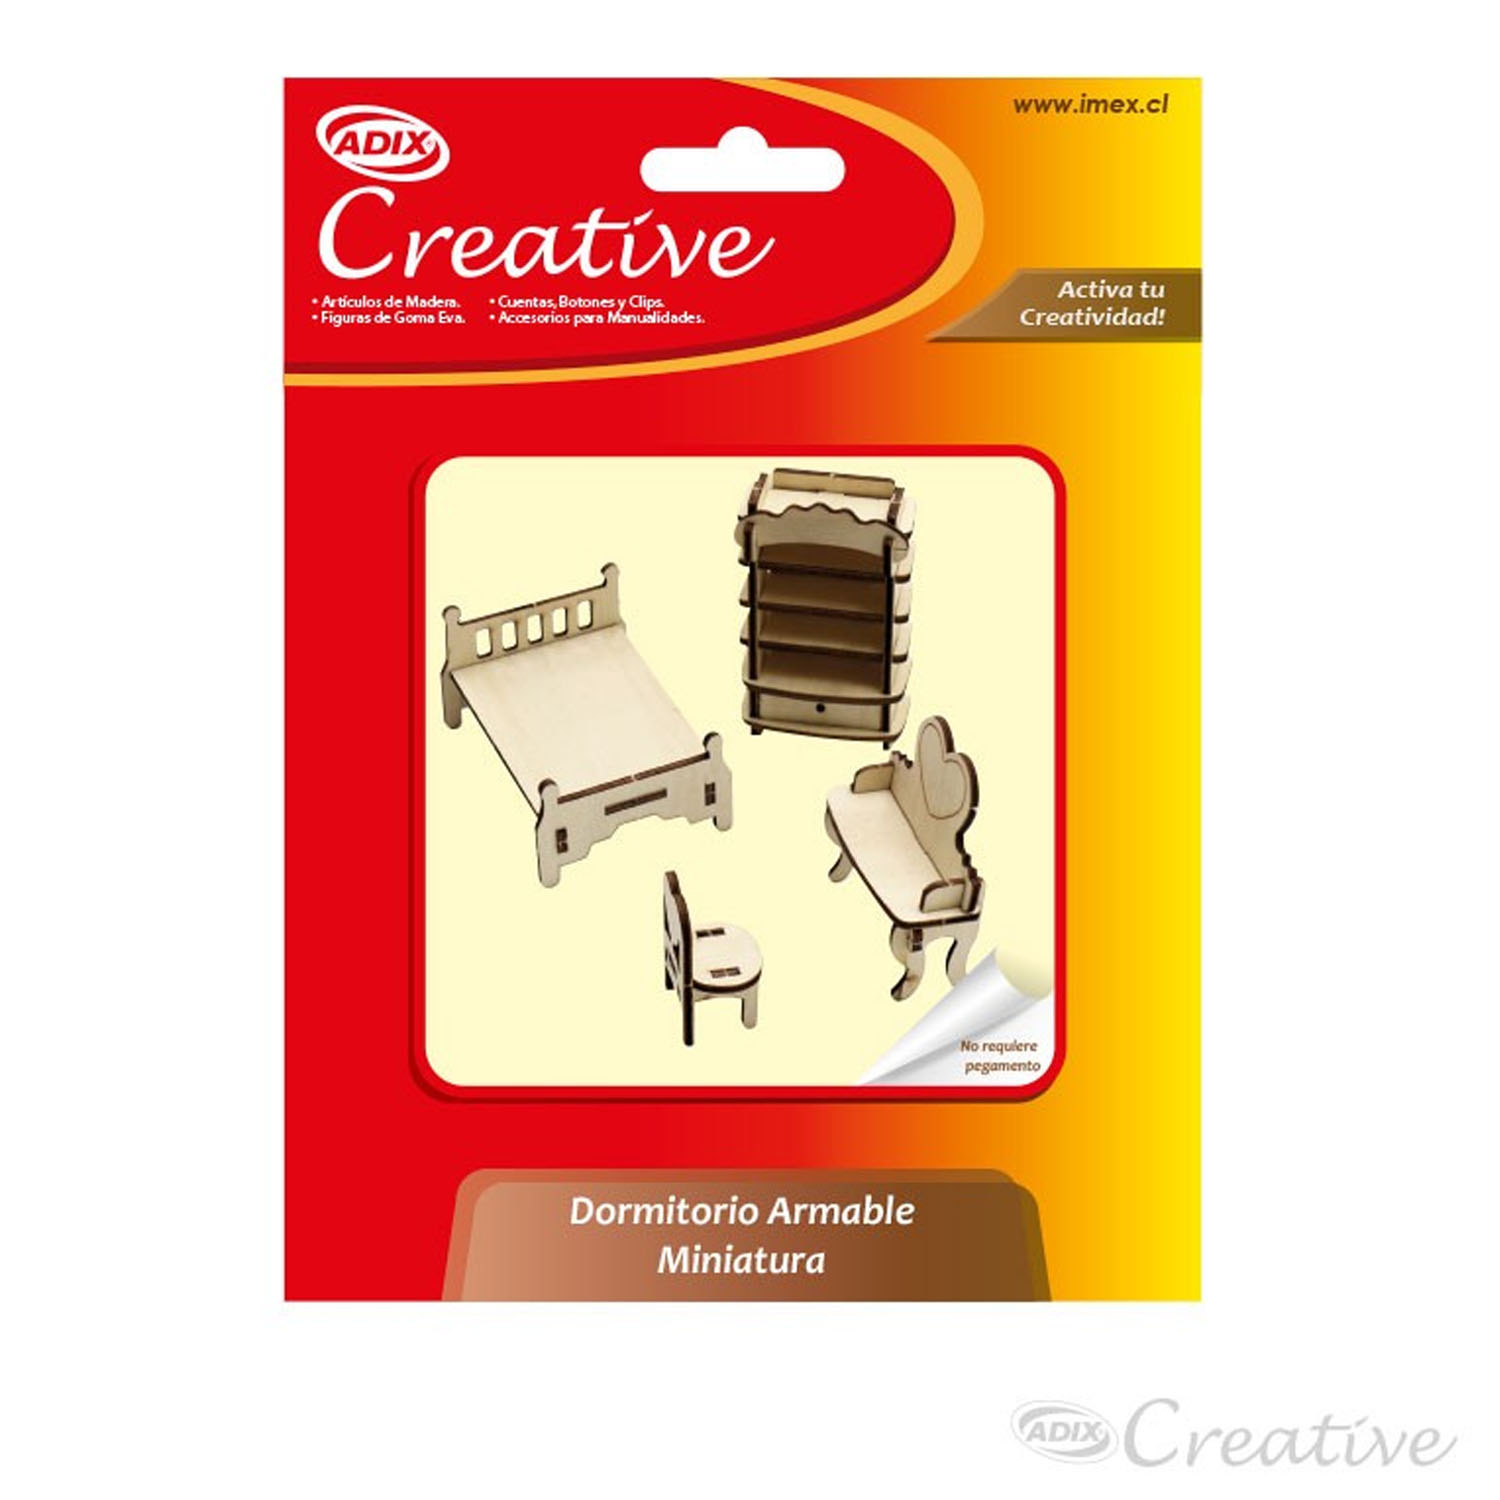 www.imex.cl
ADIX
Creative
• Artículos de Madera.
• Figuras de Goma Eva.
• Cuentas, Botones y Clips.
• Accesorios para Manualidades.
Activa tu
Creatividad!
No requiere
pegamento
Dormitorio Armable
Miniatura
ADIX Creative